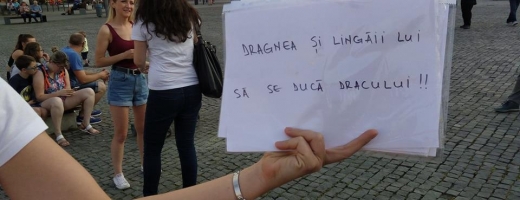 DRAGNEA ȘI LINGĂII LUI
SĂ SE DUCĂ DRACULUI!!